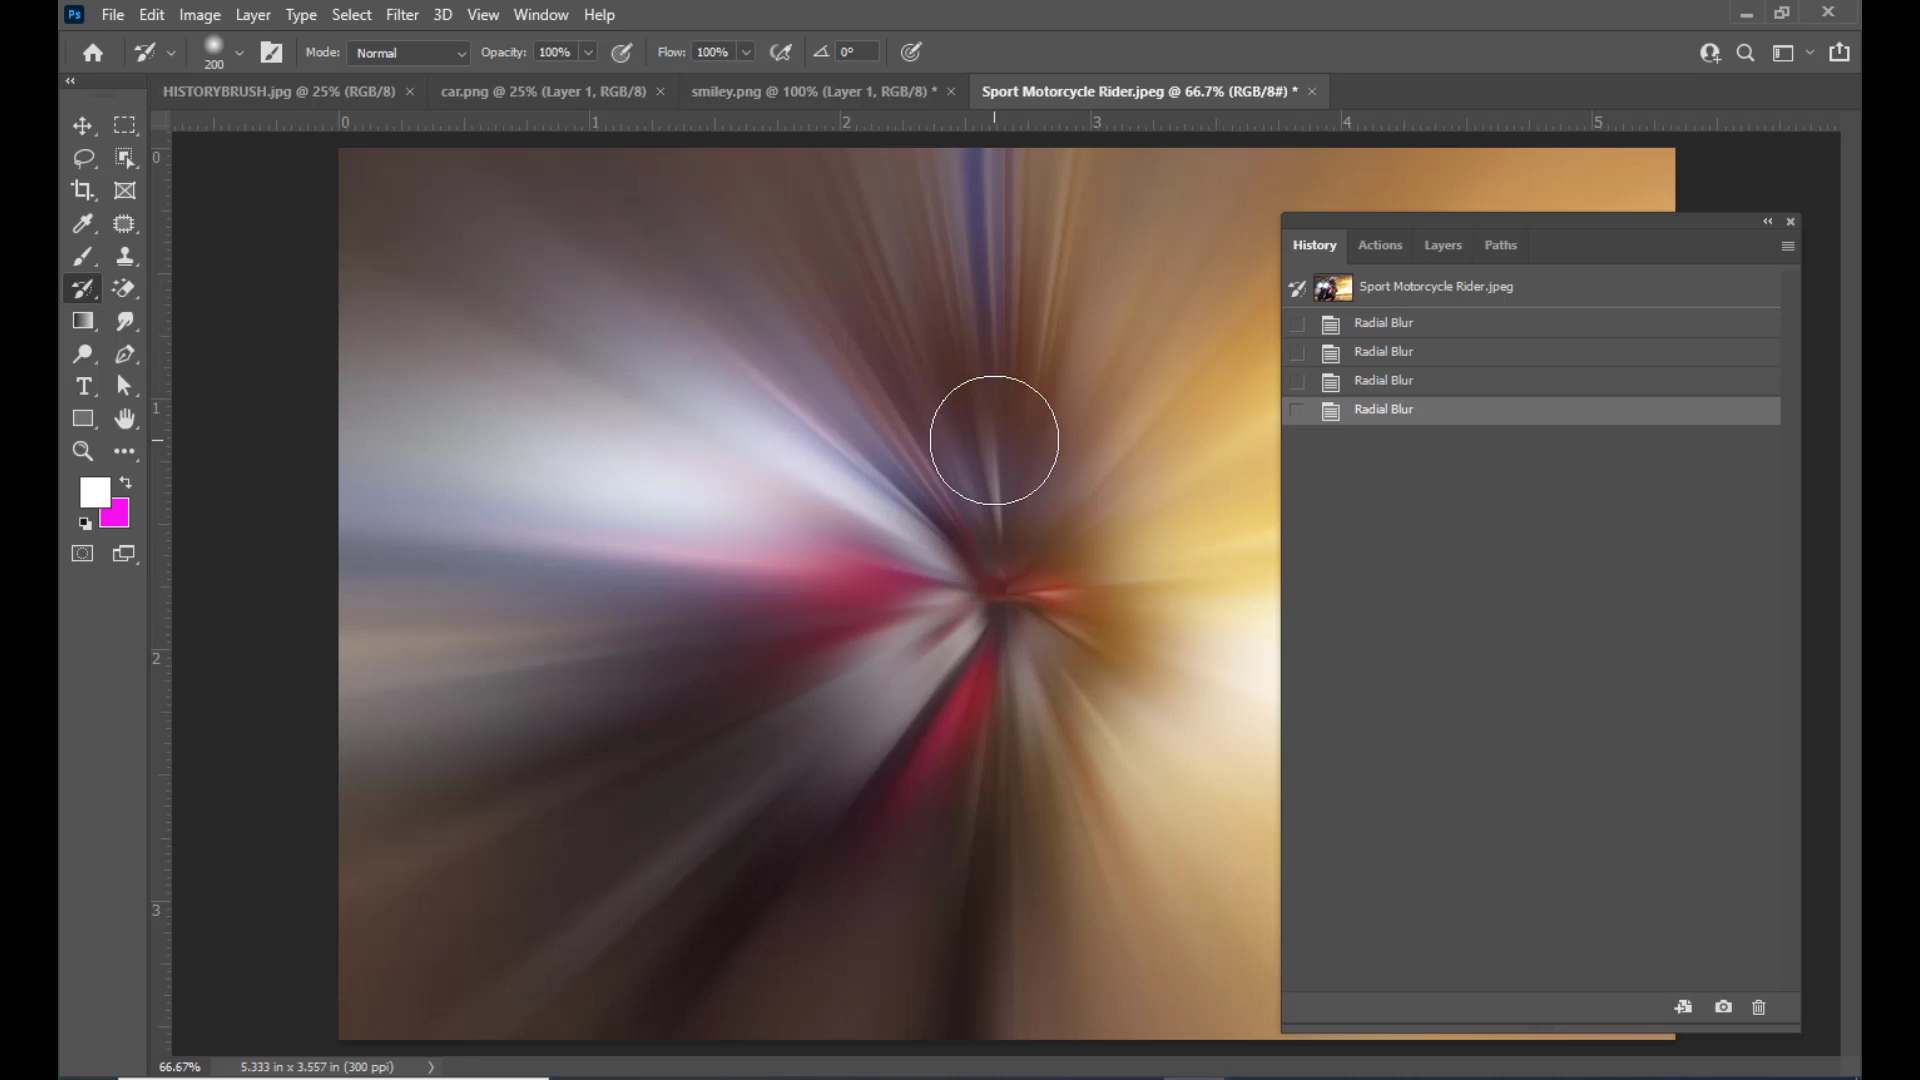 Ps File Edit Image Layer Type Select Filter 3D View Window Help
200 Mode: Normal Opacity: 100% Flow: 100% 0°
HISTORYBRUSH.jpg @ 25% (RGB/8) × car.png @ 25% (Layer 1, RGB/8) × smiley.png @ 100% (Layer 1, RGB/8) * × Sport Motorcycle Rider.jpeg @ 66.7% (RGB/8#) * ×
0 1 2 3 4 5
0
1
2
3
History Actions Layers Paths
Sport Motorcycle Rider.jpeg
Radial Blur
Radial Blur
Radial Blur
Radial Blur
66.67% 5.333 in x 3.557 in (300 ppi)